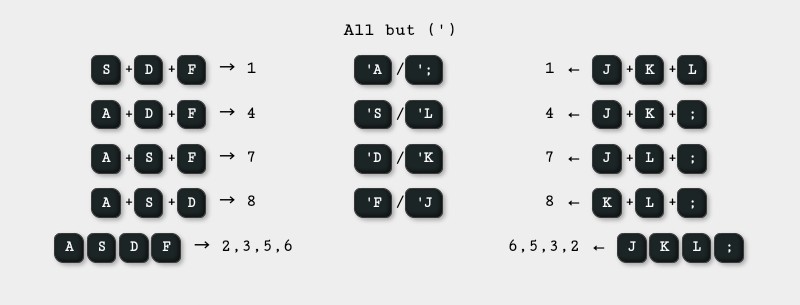 All but (')
S + D + F → 1 'A / '; 1 ← J + K + L
A + D + F → 4 'S / 'L 4 ← J + K + ;
A + S + F → 7 'D / 'K 7 ← J + L + ;
A + S + D → 8 'F / 'J 8 ← K + L + ;
A S D F → 2,3,5,6 6,5,3,2 ← J K L ;